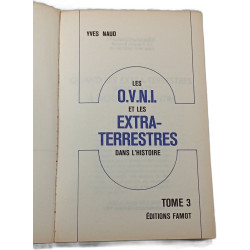 YVES NAUD
LES
O.V.N.I.
ET LES
EXTRA-
TERRESTRES
DANS L'HISTOIRE
TOME 3
ÉDITIONS FAMOT